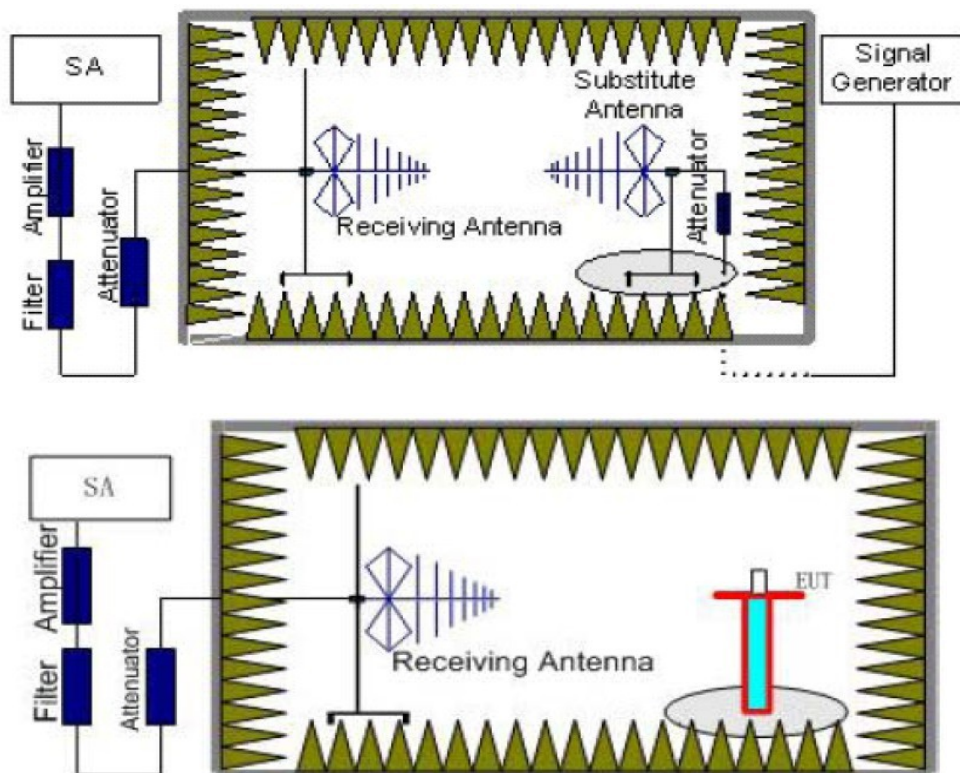 SA
Signal
Generator
Substitute
Antenna
Amplifier
Attenuator
Filter
Receiving Antenna
Attenuator
SA
Amplifier
Filter
Attenuator
Receiving Antenna
EUT